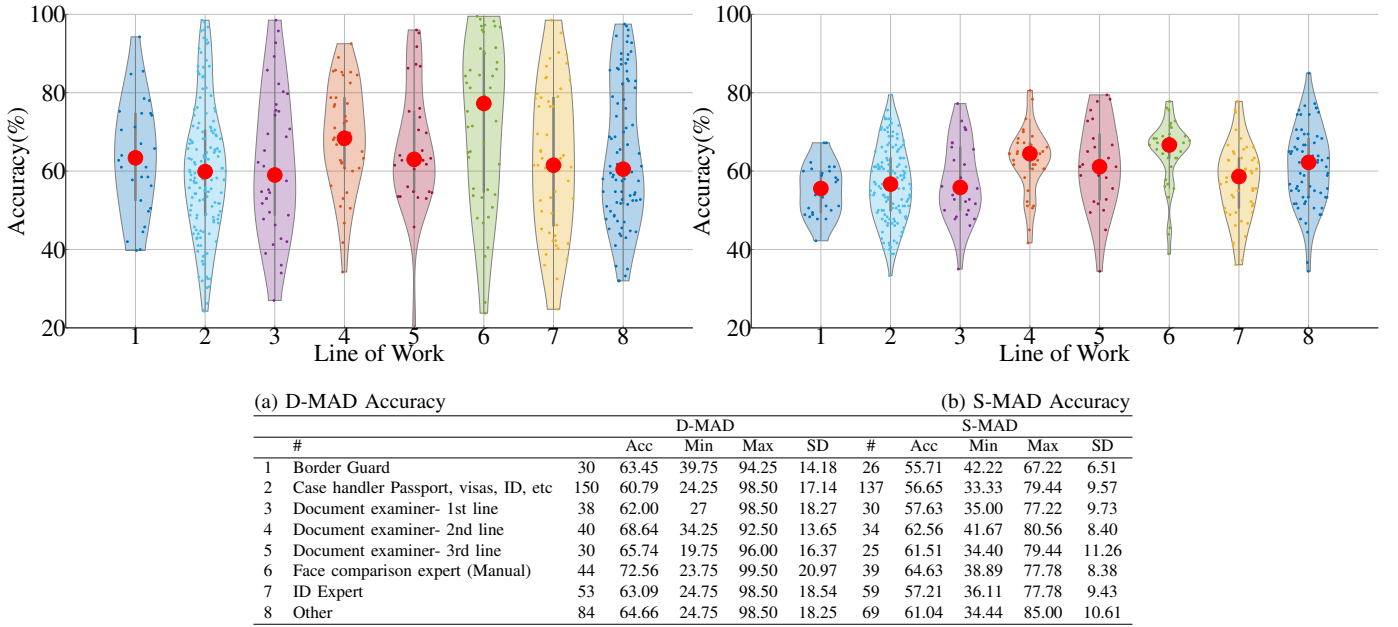 100
80
60
40
20
Accuracy(%)
1 2 3 4 5 6 7 8
Line of Work
(a) D-MAD Accuracy
100
80
60
40
20
Accuracy(%)
1 2 3 4 5 6 7 8
Line of Work
(b) S-MAD Accuracy
D-MAD S-MAD
# Acc Min Max SD # Acc Min Max SD
1 Border Guard 30 63.45 39.75 94.25 14.18 26 55.71 42.22 67.22 6.51
2 Case handler Passport, visas, ID, etc 150 60.79 24.25 98.50 17.14 137 56.65 33.33 79.44 9.57
3 Document examiner- 1st line 38 62.00 27 98.50 18.27 30 57.63 35.00 77.22 9.73
4 Document examiner- 2nd line 40 68.64 34.25 92.50 13.65 34 62.56 41.67 80.56 8.40
5 Document examiner- 3rd line 30 65.74 19.75 96.00 16.37 25 61.51 34.40 79.44 11.26
6 Face comparison expert (Manual) 44 72.56 23.75 99.50 20.97 39 64.63 38.89 77.78 8.38
7 ID Expert 53 63.09 24.75 98.50 18.54 59 57.21 36.11 77.78 9.43
8 Other 84 64.66 24.75 98.50 18.25 69 61.04 34.44 85.00 10.61